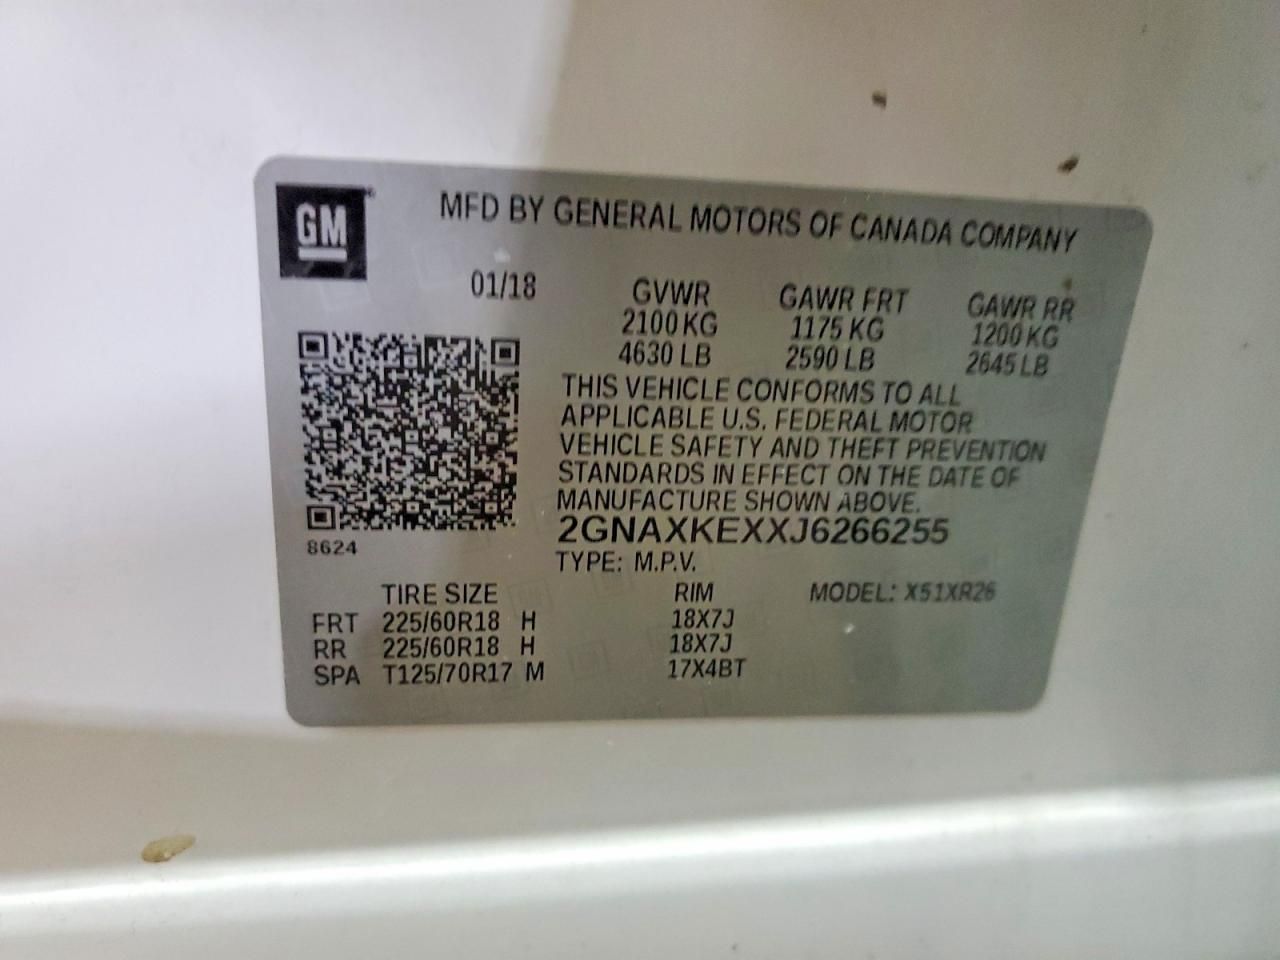 GM
MFD BY GENERAL MOTORS OF CANADA COMPANY
01/18 GVWR GAWR FRT GAWR RR
2100 KG 1175 KG 1200 KG
4630 LB 2590 LB 2645 LB
THIS VEHICLE CONFORMS TO ALL
APPLICABLE U.S. FEDERAL MOTOR
VEHICLE SAFETY AND THEFT PREVENTION
STANDARDS IN EFFECT ON THE DATE OF
MANUFACTURE SHOWN ABOVE.
2GNAXKEXXJ6266255
8624
TYPE: M.P.V.
TIRE SIZE RIM MODEL: X51XR26
FRT 225/60R18 H 18X7J
RR 225/60R18 H 18X7J
SPA T125/70R17 M 17X4BT